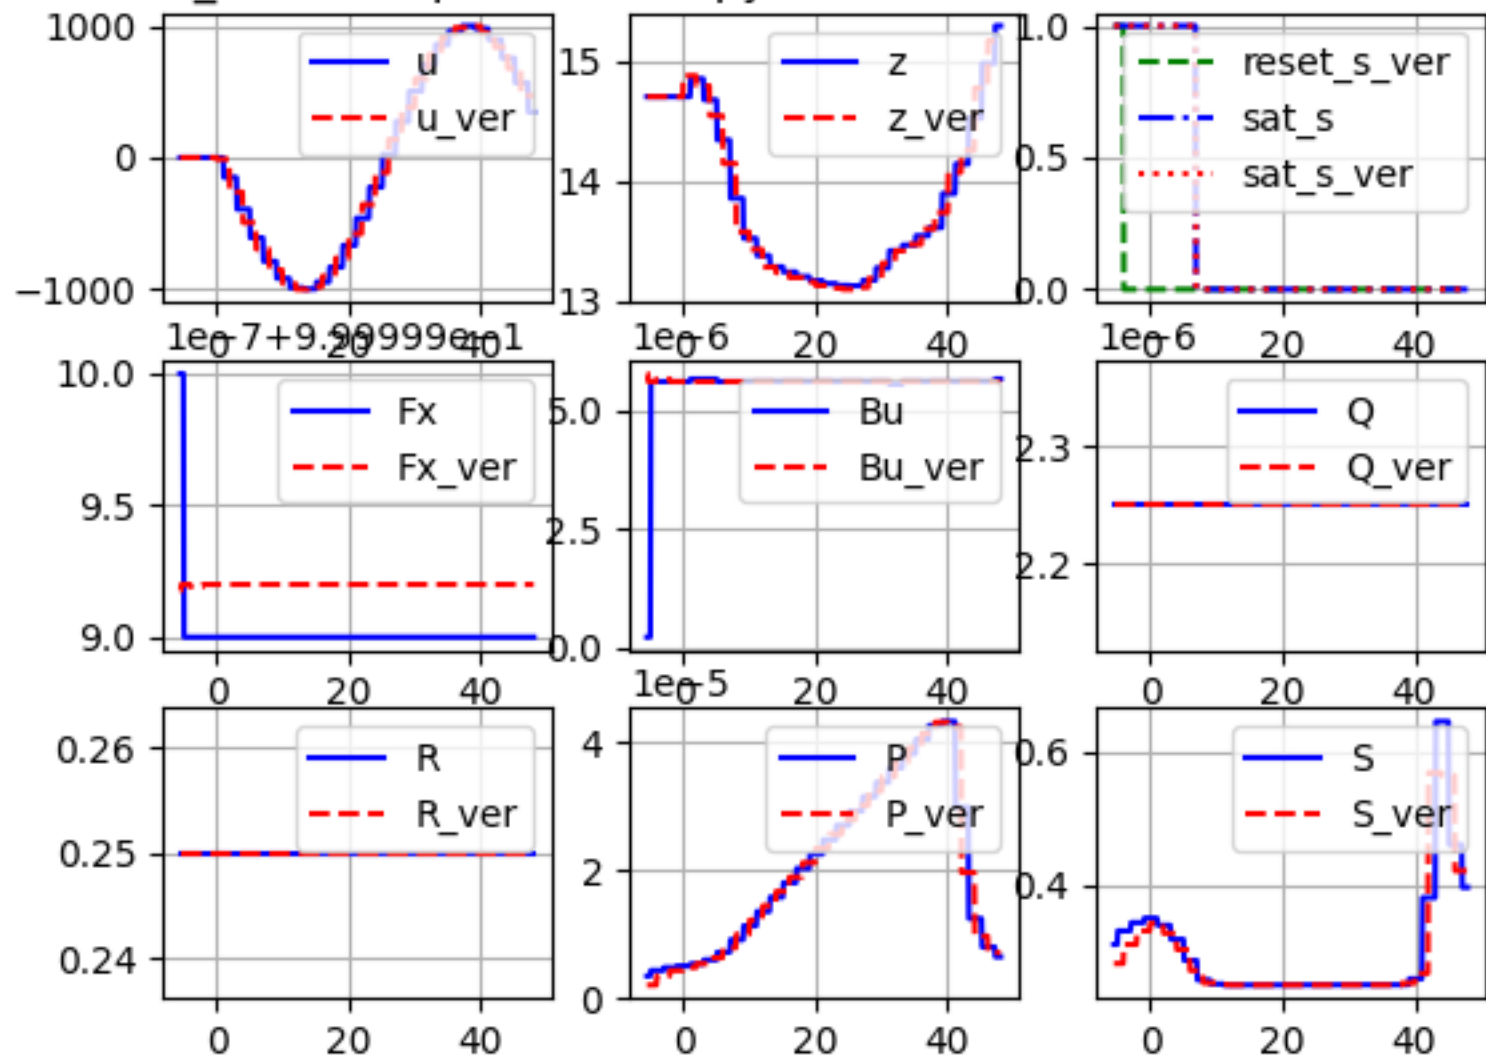 1000
0
−1000
u
u_ver
15
14
13
z
z_ver
1.0
0.5
0.0
reset_s_ver
sat_s
sat_s_ver
0 20 40
0 20 40
0 20 40
1e−7+9.99999e−1
10.0
9.5
9.0
Fx
Fx_ver
1e−6
5.0
2.5
0.0
Bu
Bu_ver
1e−6
2.3
2.2
Q
Q_ver
0 20 40
0 20 40
0 20 40
0.26
0.25
0.24
R
R_ver
1e−5
4
2
0
P
P_ver
0.6
0.4
S
S_ver
0 20 40
0 20 40
0 20 40